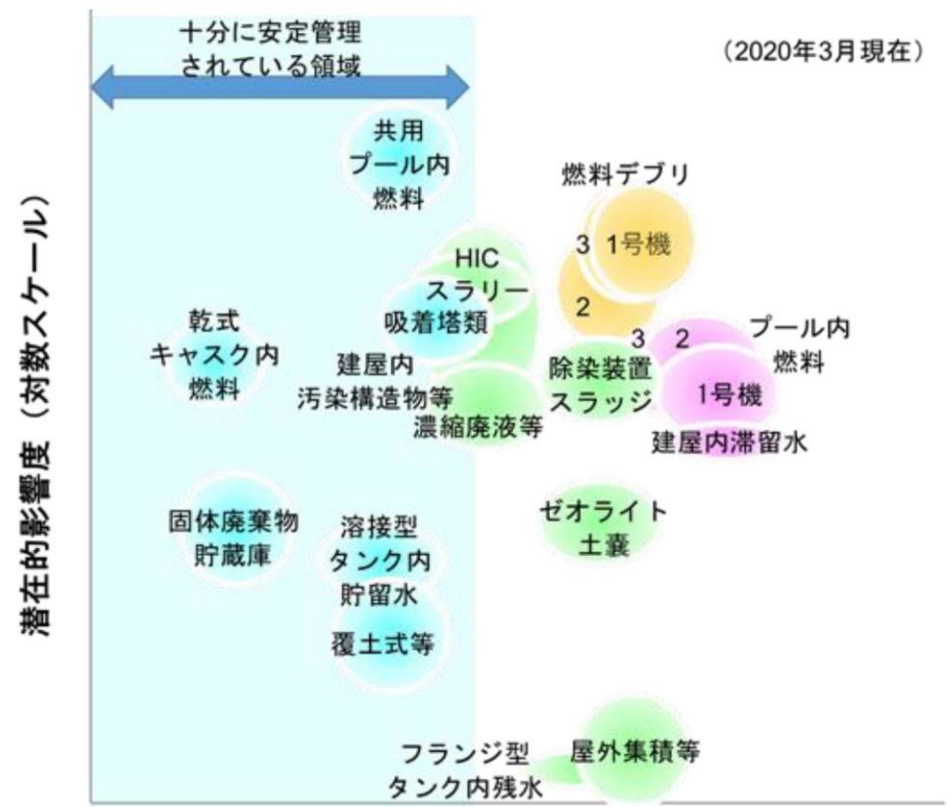 十分に安定管理
されている領域
（2020年3月現在）
共用
プール内
燃料
燃料デブリ
3
1号機
2
HIC
スラリー
吸着塔類
乾式
キャスク内
燃料
建屋内
汚染構造物等
濃縮廃液等
除染装置
スラッジ
3
2
プール内
燃料
1号機
建屋内滞留水
固体廃棄物
貯蔵庫
溶接型
タンク内
貯留水
覆土式等
ゼオライト
土嚢
フランジ型
タンク内残水
屋外集積等
潜在的影響度（対数スケール）